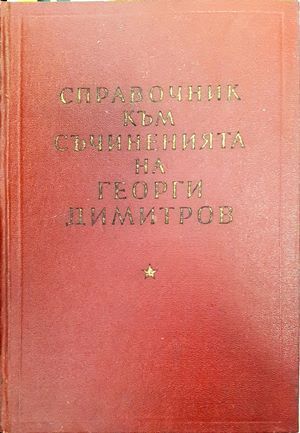 СПРАВОЧНИК
КЪМ
СЪЧИНЕНИЯТА
НА
ГЕОРГИ
ДИМИТРОВ